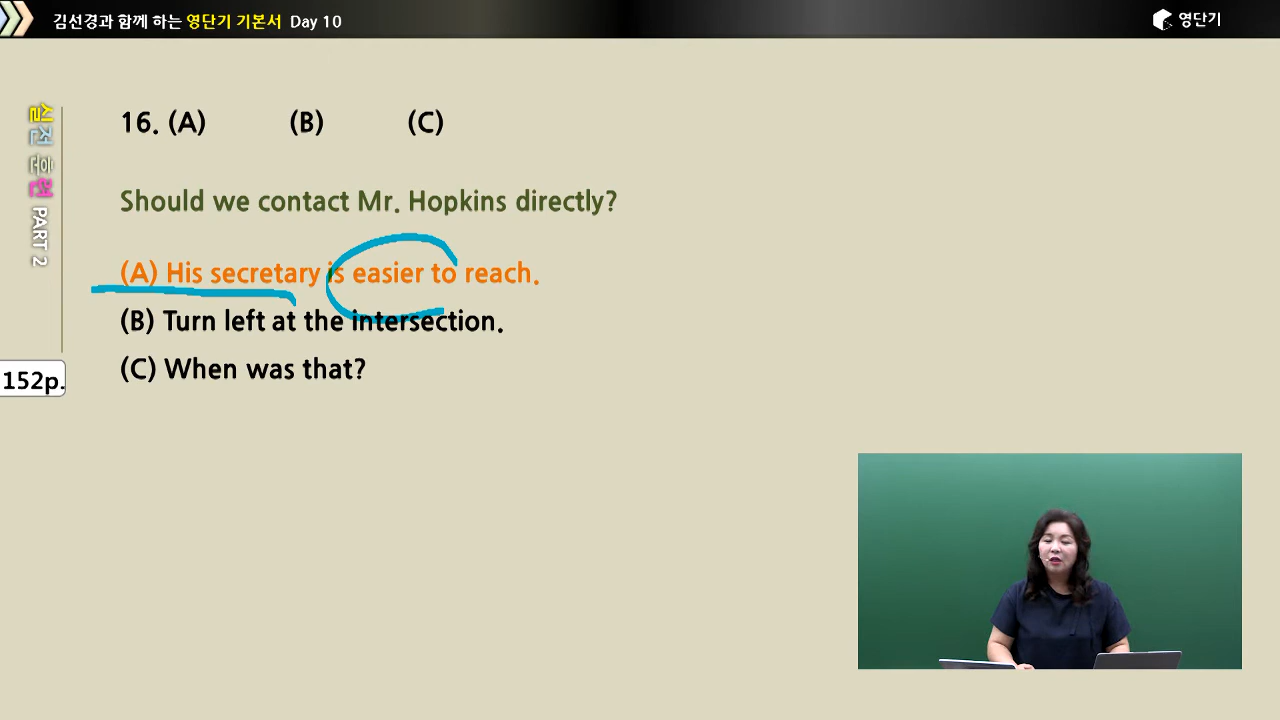 김선경과 함께 하는 영단기 기본서 Day 10
영단기
실전 훈련 PART 2
16. (A) (B) (C)
Should we contact Mr. Hopkins directly?
(A) His secretary is easier to reach.
(B) Turn left at the intersection.
(C) When was that?
152p.